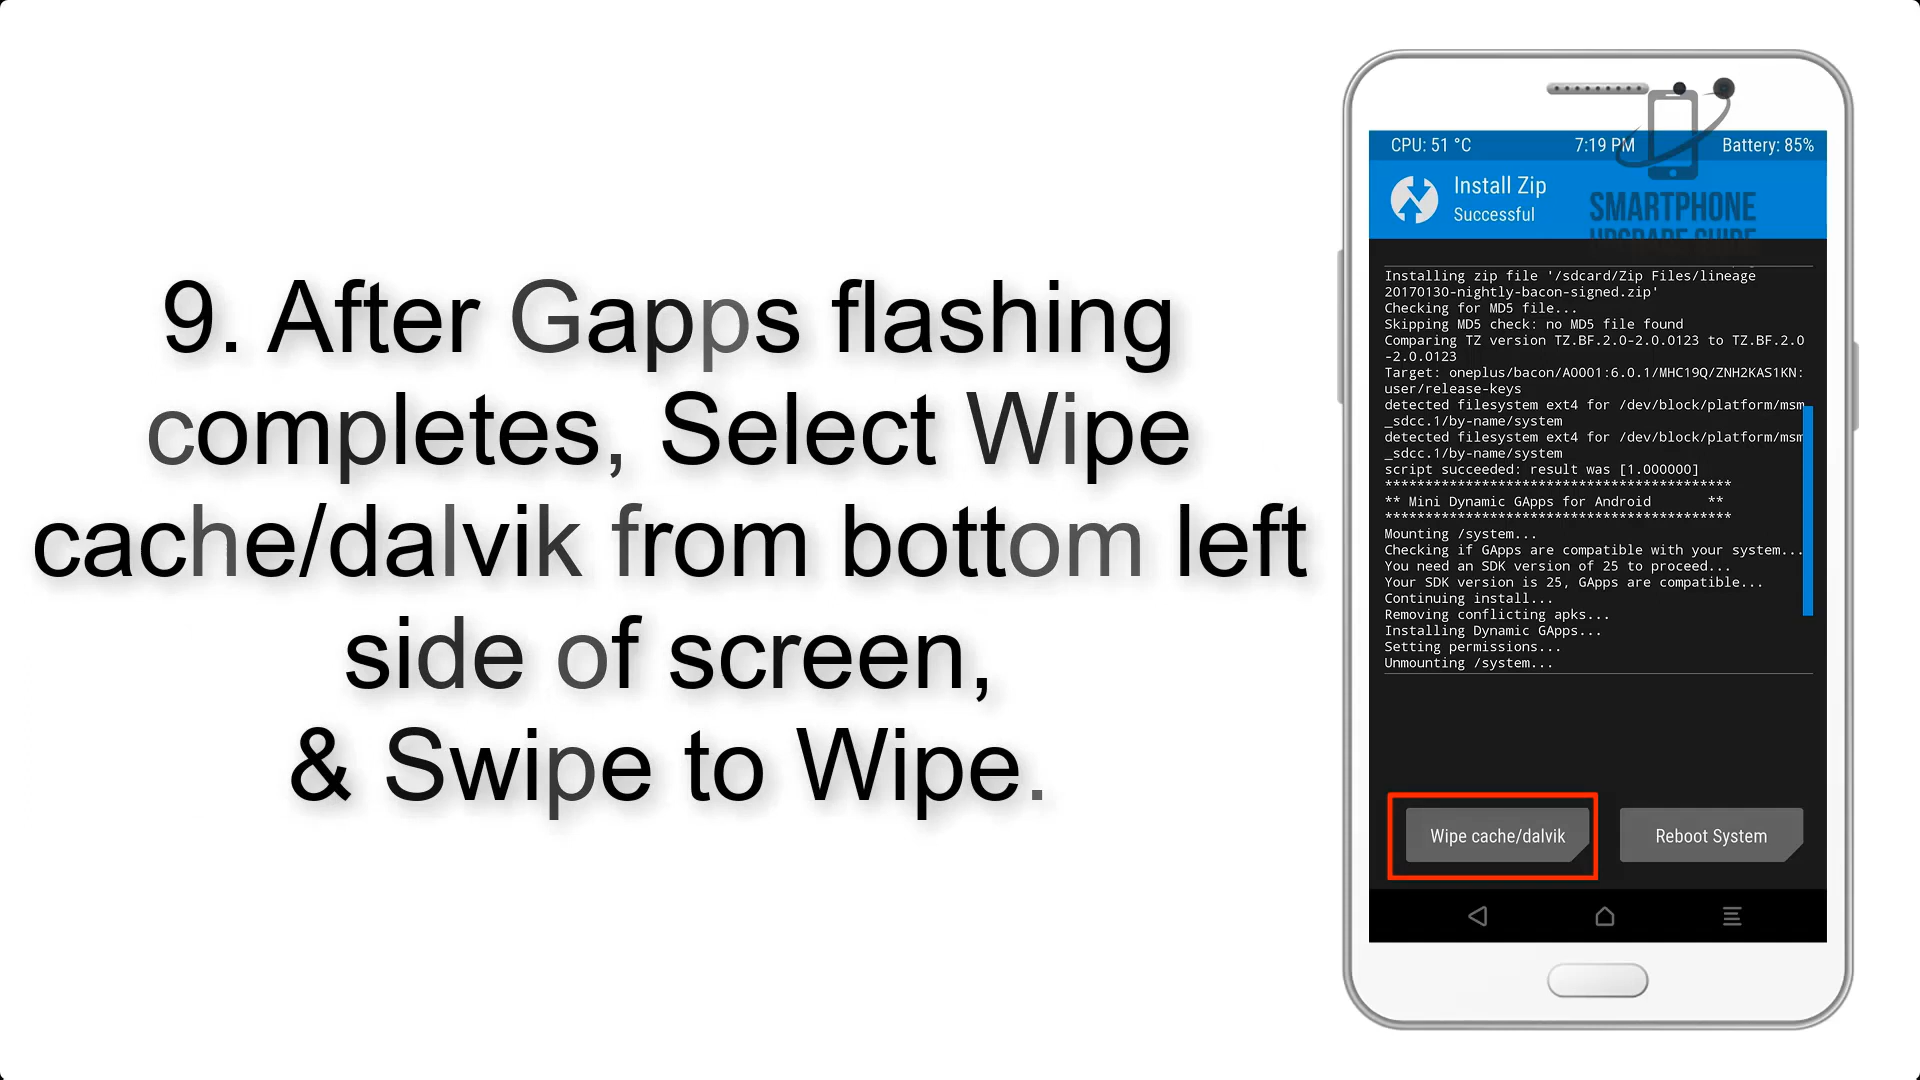 9. After Gapps flashing
completes, Select Wipe
cache/dalvik from bottom left
side of screen,
& Swipe to Wipe.
CPU: 51 °C 7:19 PM Battery: 85%
Install Zip
Successful
SMARTPHONE
UPGRADE GUIDE
Installing zip file '/sdcard/Zip Files/lineage
20170130-nightly-bacon-signed.zip'
Checking for MD5 file...
Skipping MD5 check: no MD5 file found
Comparing TZ version TZ.BF.2.0-2.0.0123 to TZ.BF.2.0
-2.0.0123
Target: oneplus/bacon/A0001:6.0.1/MHC19Q/ZNH2KAS1KN:
user/release-keys
detected filesystem ext4 for /dev/block/platform/msm
_sdcc.1/by-name/system
detected filesystem ext4 for /dev/block/platform/msm
_sdcc.1/by-name/system
script succeeded: result was [1.000000]
*******************************************
** Mini Dynamic GApps for Android **
*******************************************
Mounting /system...
Checking if GApps are compatible with your system...
You need an SDK version of 25 to proceed...
Your SDK version is 25, GApps are compatible...
Continuing install...
Removing conflicting apks...
Installing Dynamic GApps...
Setting permissions...
Unmounting /system...
Wipe cache/dalvik Reboot System